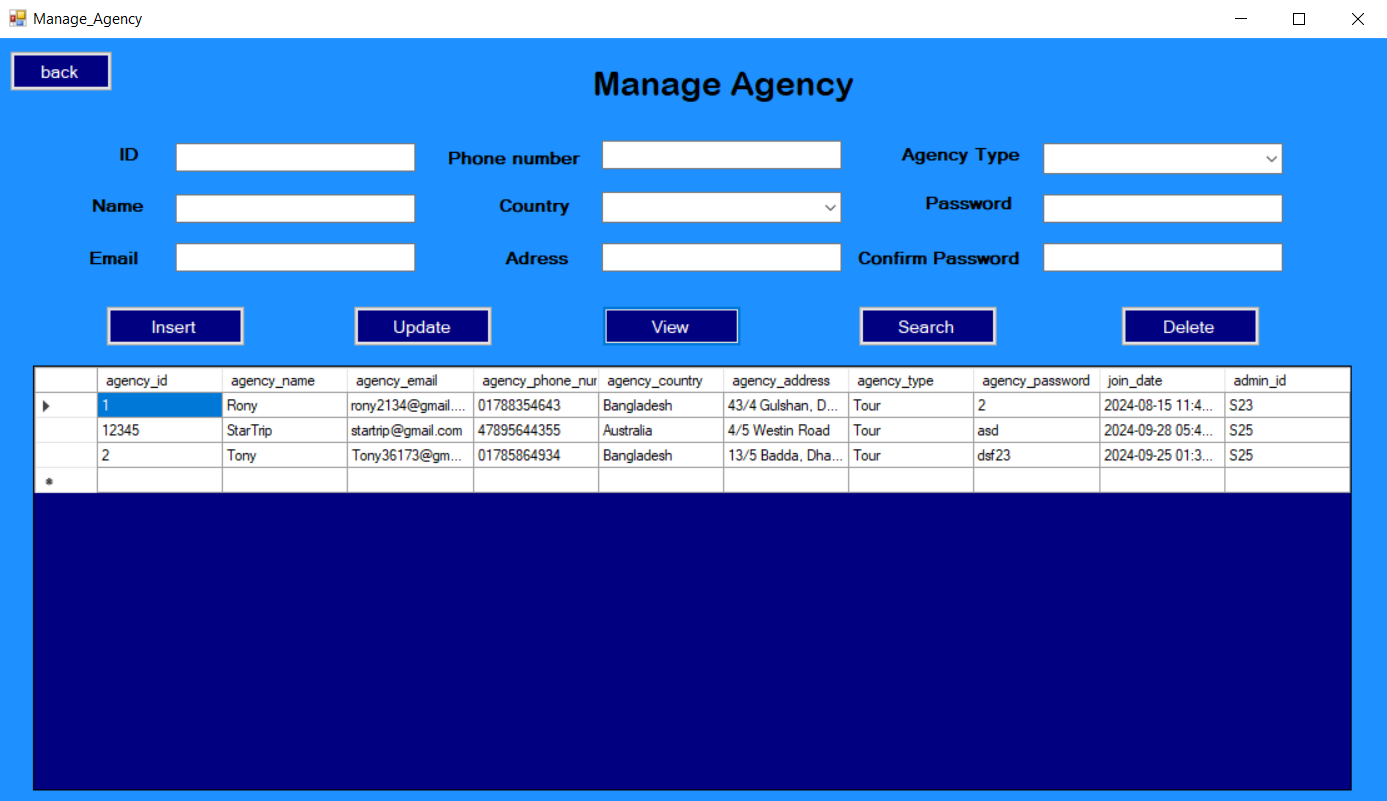 Manage_Agency
back
Manage Agency
ID Phone number Agency Type
Name Country Password
Email Adress Confirm Password
Insert Update View Search Delete
agency_id agency_name agency_email agency_phone_nur agency_country agency_address agency_type agency_password join_date admin_id
1 Rony rony2134@gmail.... 01788354643 Bangladesh 43/4 Gulshan, D... Tour 2 2024-08-15 11:4... S23
12345 StarTrip startrip@gmail.com 47895644355 Australia 4/5 Westin Road Tour asd 2024-09-28 05:4... S25
2 Tony Tony36173@gm... 01785864934 Bangladesh 13/5 Badda, Dha... Tour dsf23 2024-09-25 01:3... S25